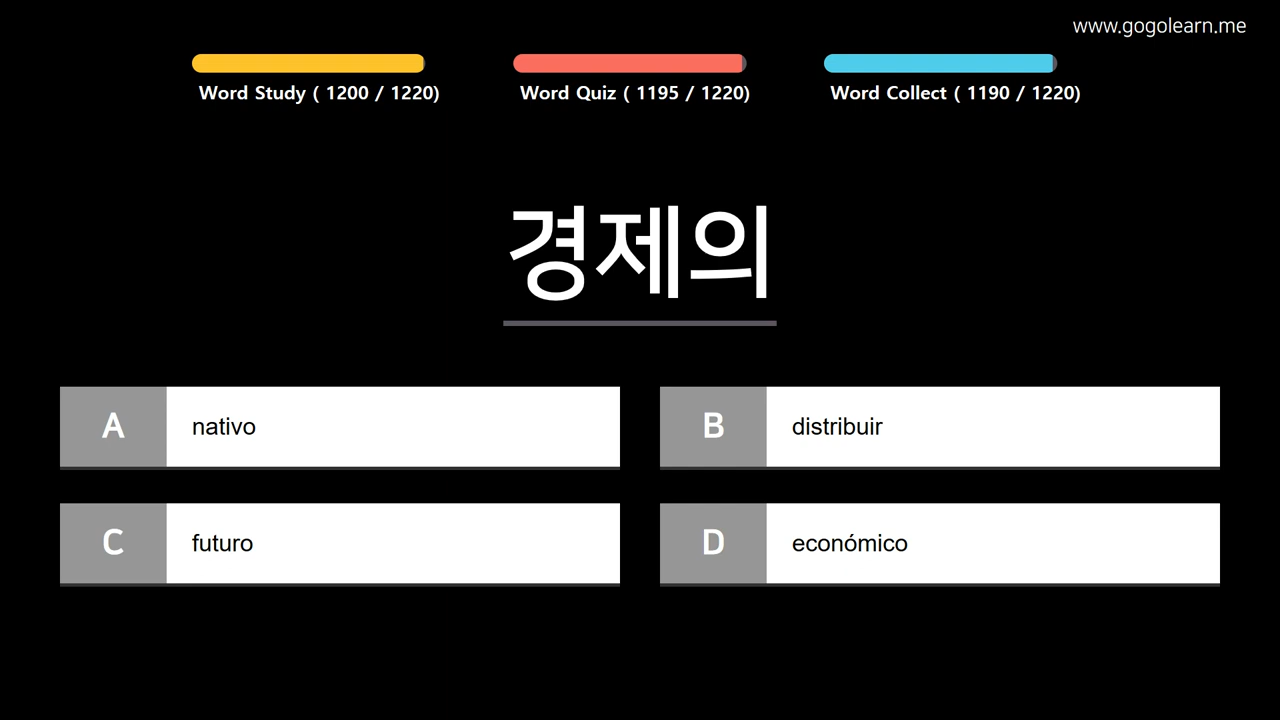 www.gogolearn.me
Word Study ( 1200 / 1220)
Word Quiz ( 1195 / 1220)
Word Collect ( 1190 / 1220)
경제의
A nativo
B distribuir
C futuro
D económico